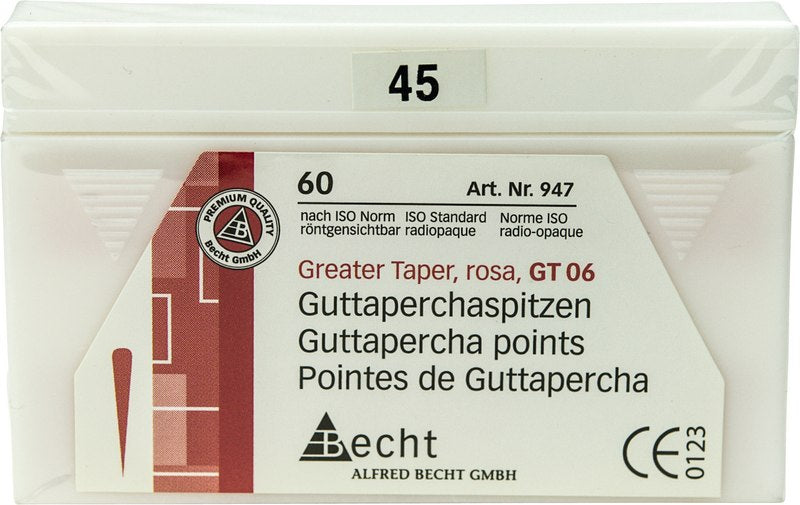 45
60 Art. Nr. 947
nach ISO Norm ISO Standard Norme ISO
röntgensichtbar radiopaque radio-opaque
PREMIUM QUALITY
B
Becht GmbH
Greater Taper, rosa, GT 06
Guttaperchaspitzen
Guttapercha points
Pointes de Guttapercha
Becht
ALFRED BECHT GMBH
CE 0123